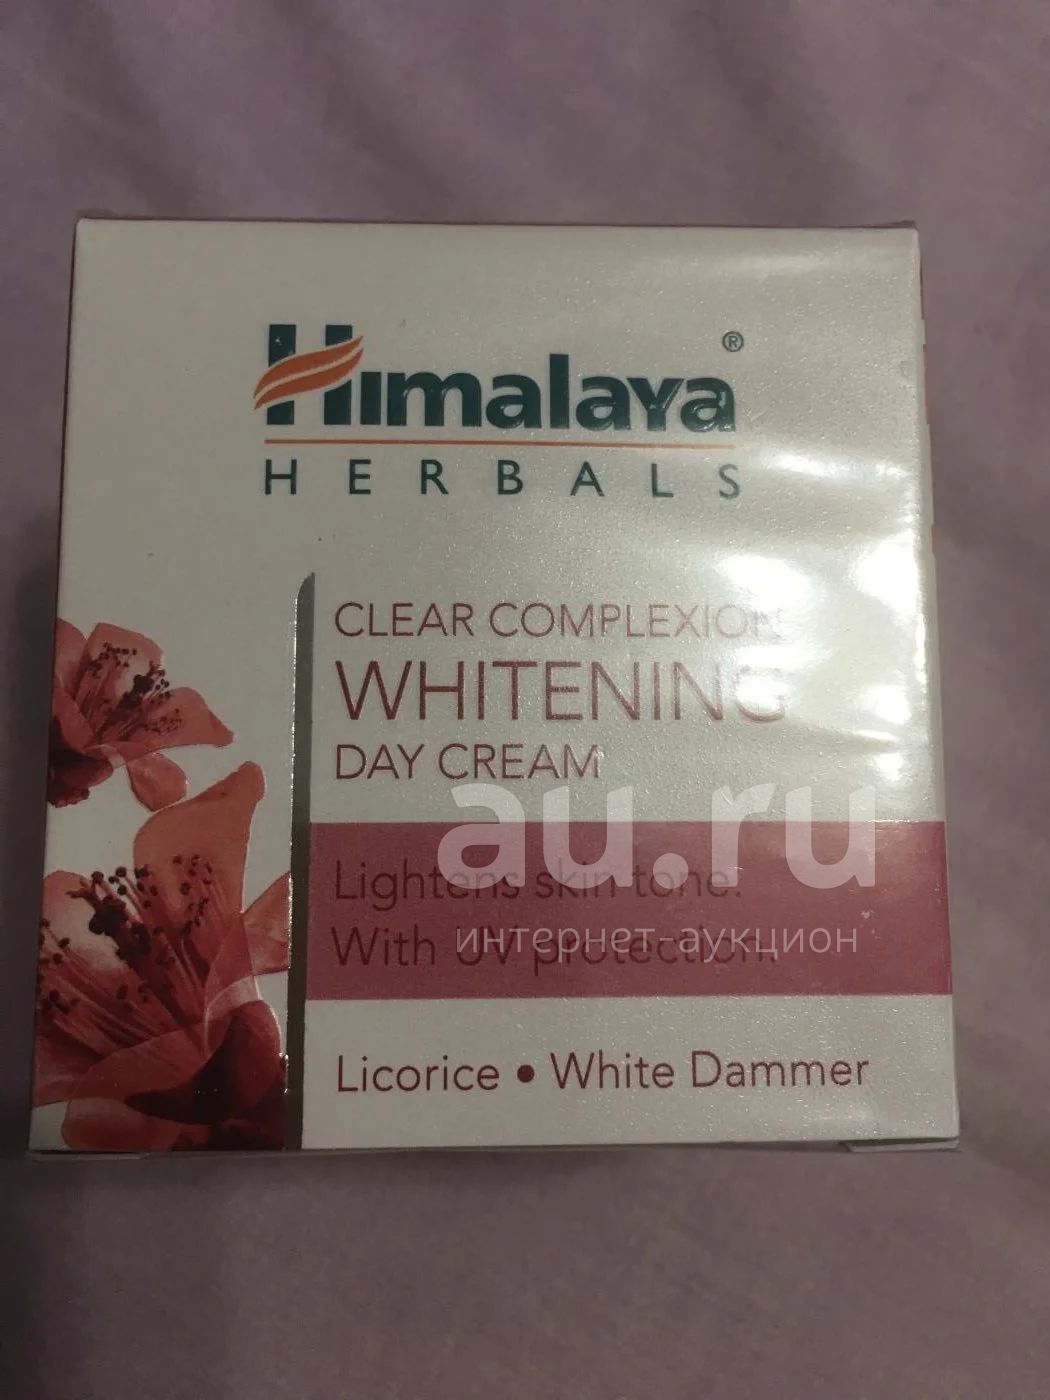 Himalaya®
HERBALS
CLEAR COMPLEXION
WHITENING
DAY CREAM
au.ru
Lightens skin tone.
интернет-аукцион
With UV protection.
Licorice • White Dammer